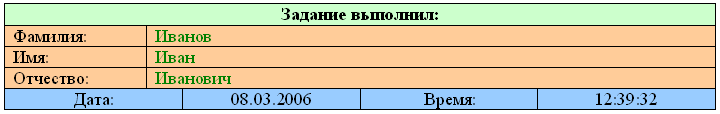 Задание выполнил:
Фамилия: Иванов
Имя: Иван
Отчество: Иванович
Дата: 08.03.2006 Время: 12:39:32